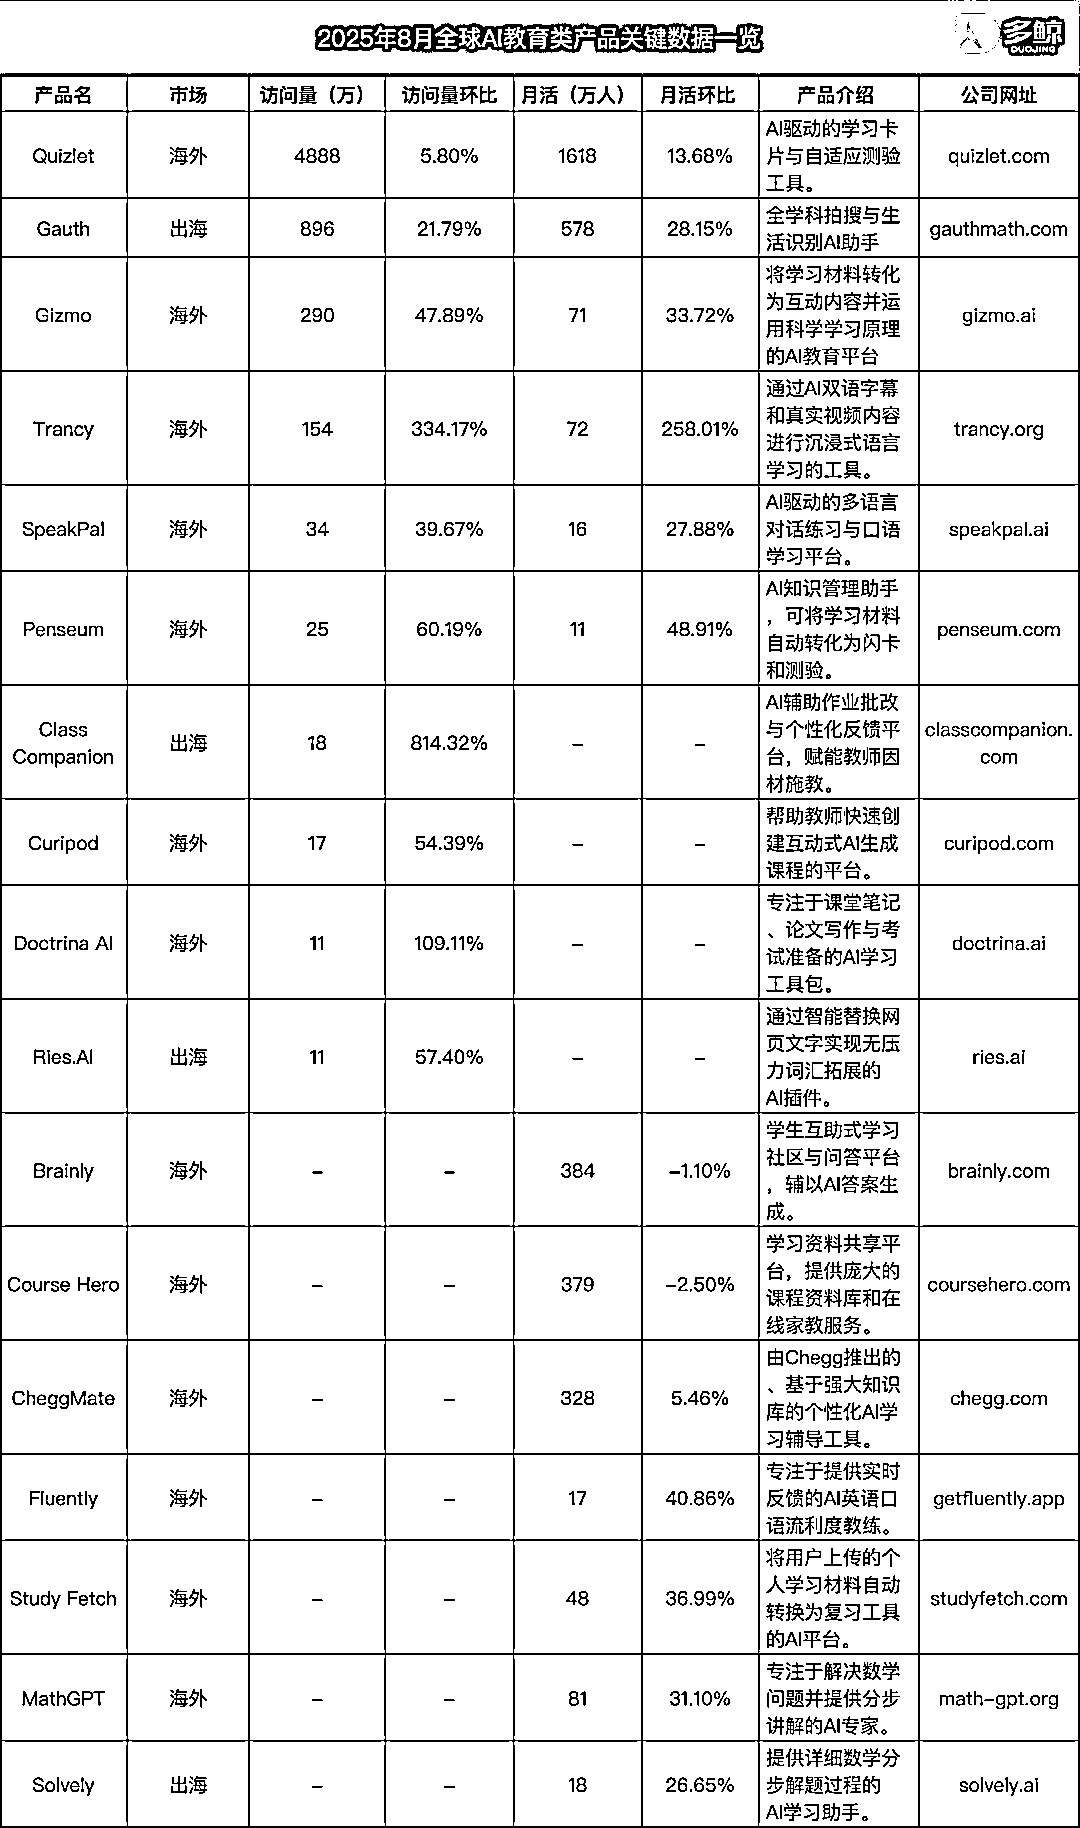 2025年8月全球AI教育类产品关键数据一览
多鲸
DUOJING
产品名 市场 访问量（万） 访问量环比 月活（万人） 月活环比 产品介绍 公司网址
Quizlet 海外 4888 5.80% 1618 13.68% AI驱动的学习卡
片与自适应测验
工具。 quizlet.com
Gauth 出海 896 21.79% 578 28.15% 全学科拍搜与生
活识别AI助手 gauthmath.com
Gizmo 海外 290 47.89% 71 33.72% 将学习材料转化
为互动内容并运
用科学学习原理
的AI教育平台 gizmo.ai
Trancy 海外 154 334.17% 72 258.01% 通过AI双语字幕
和真实视频内容
进行沉浸式语言
学习的工具。 trancy.org
SpeakPal 海外 34 39.67% 16 27.88% AI驱动的多语言
对话练习与口语
学习平台。 speakpal.ai
Penseum 海外 25 60.19% 11 48.91% AI知识管理助手
，可将学习材料
自动转化为闪卡
和测验。 penseum.com
Class
Companion 出海 18 814.32% – – AI辅助作业批改
与个性化反馈平
台，赋能教师因
材施教。 classcompanion.
com
Curipod 海外 17 54.39% – – 帮助教师快速创
建互动式AI生成
课程的平台。 curipod.com
Doctrina AI 海外 11 109.11% – – 专注于课堂笔记
、论文写作与考
试准备的AI学习
工具包。 doctrina.ai
Ries.AI 出海 11 57.40% – – 通过智能替换网
页文字实现无压
力词汇拓展的
AI插件。 ries.ai
Brainly 海外 – – 384 –1.10% 学生互助式学习
社区与问答平台
，辅以AI答案生
成。 brainly.com
Course Hero 海外 – – 379 –2.50% 学习资料共享平
台，提供庞大的
课程资料库和在
线家教服务。 coursehero.com
CheggMate 海外 – – 328 5.46% 由Chegg推出的
、基于强大知识
库的个性化AI学
习辅导工具。 chegg.com
Fluently 海外 – – 17 40.86% 专注于提供实时
反馈的AI英语口
语流利度教练。 getfluently.app
Study Fetch 海外 – – 48 36.99% 将用户上传的个
人学习材料自动
转换为复习工具
的AI平台。 studyfetch.com
MathGPT 海外 – – 81 31.10% 专注于解决数学
问题并提供分步
讲解的AI专家。 math–gpt.org
Solvely 出海 – – 18 26.65% 提供详细数学分
步解题过程的
AI学习助手。 solvely.ai